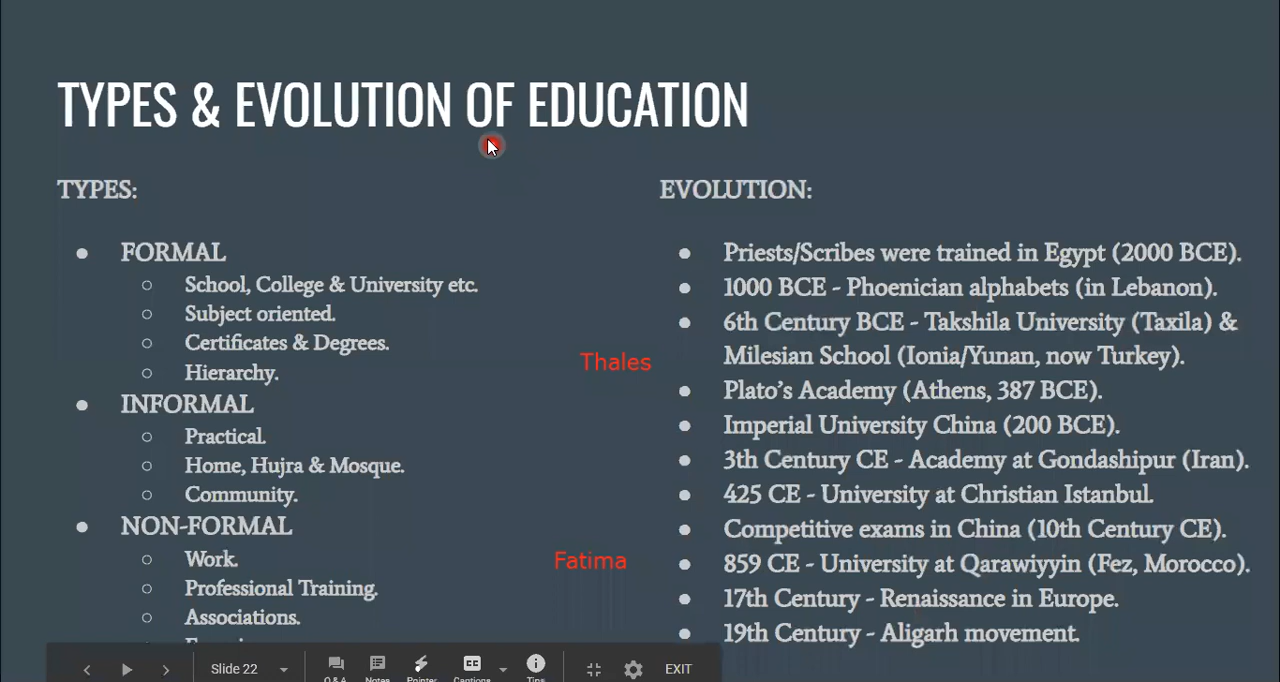 TYPES & EVOLUTION OF EDUCATION
TYPES:
FORMAL
School, College & University etc.
Subject oriented.
Certificates & Degrees.
Hierarchy.
INFORMAL
Practical.
Home, Hujra & Mosque.
Community.
NON-FORMAL
Work.
Professional Training.
Associations.
Thales
Fatima
EVOLUTION:
Priests/Scribes were trained in Egypt (2000 BCE).
1000 BCE - Phoenician alphabets (in Lebanon).
6th Century BCE - Takshila University (Taxila) &
Milesian School (Ionia/Yunan, now Turkey).
Plato's Academy (Athens, 387 BCE).
Imperial University China (200 BCE).
3th Century CE - Academy at Gondashipur (Iran).
425 CE - University at Christian Istanbul.
Competitive exams in China (10th Century CE).
859 CE - University at Qarawiyyin (Fez, Morocco).
17th Century - Renaissance in Europe.
19th Century - Aligarh movement.
Slide 22
Q&A
Notes
Pointer
CC
Captions
Tips
EXIT